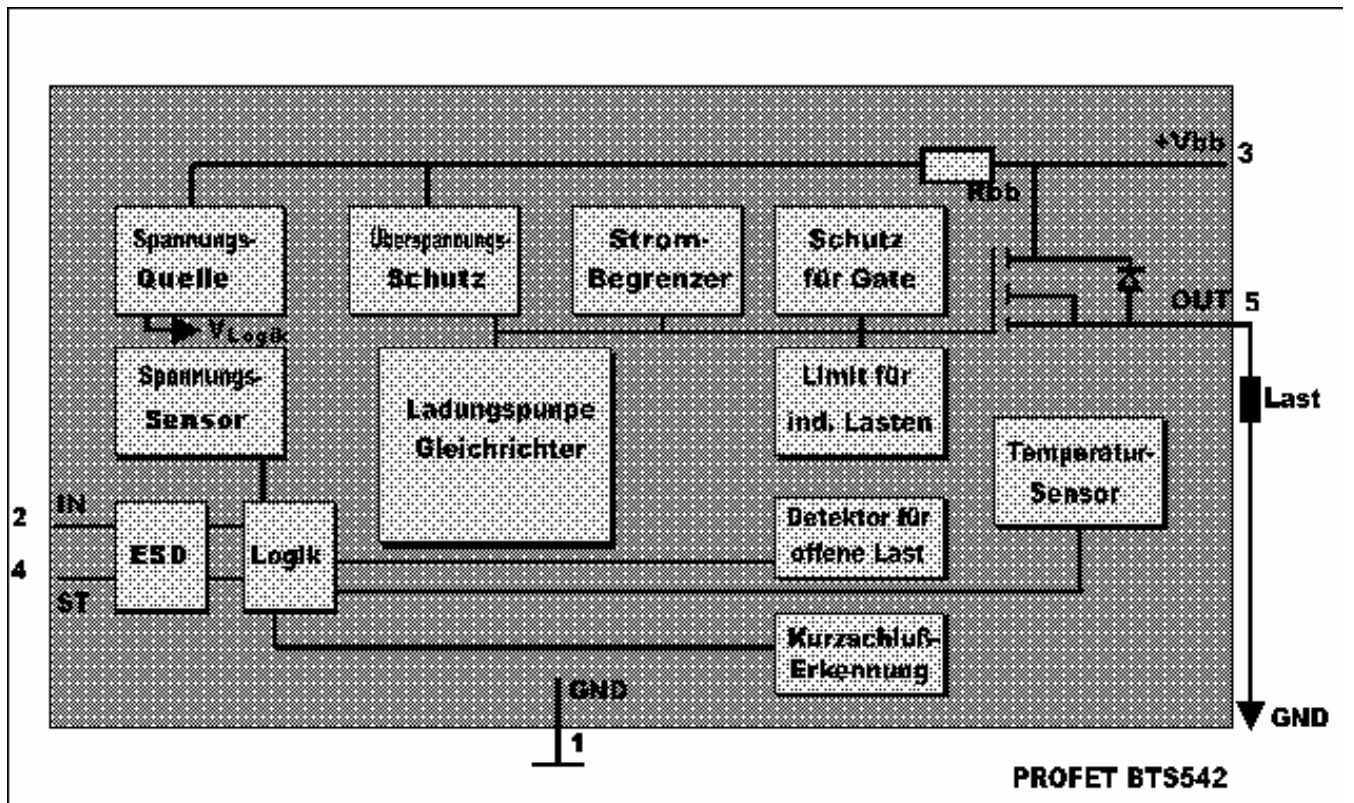 +Vbb
3
Rbb
Spannungs-
Quelle
Überspannungs-
Schutz
Strom-
Begrenzer
Schutz
für Gate
OUT
5
VLogik
Spannungs-
Sensor
Ladungspumpe
Gleichrichter
Limit für
ind. Lasten
Last
Temperatur-
Sensor
2
IN
ESD
Logik
Detektor für
offene Last
4
ST
Kurzschluß-
Erkennung
GND
1
GND
PROFET BTS542